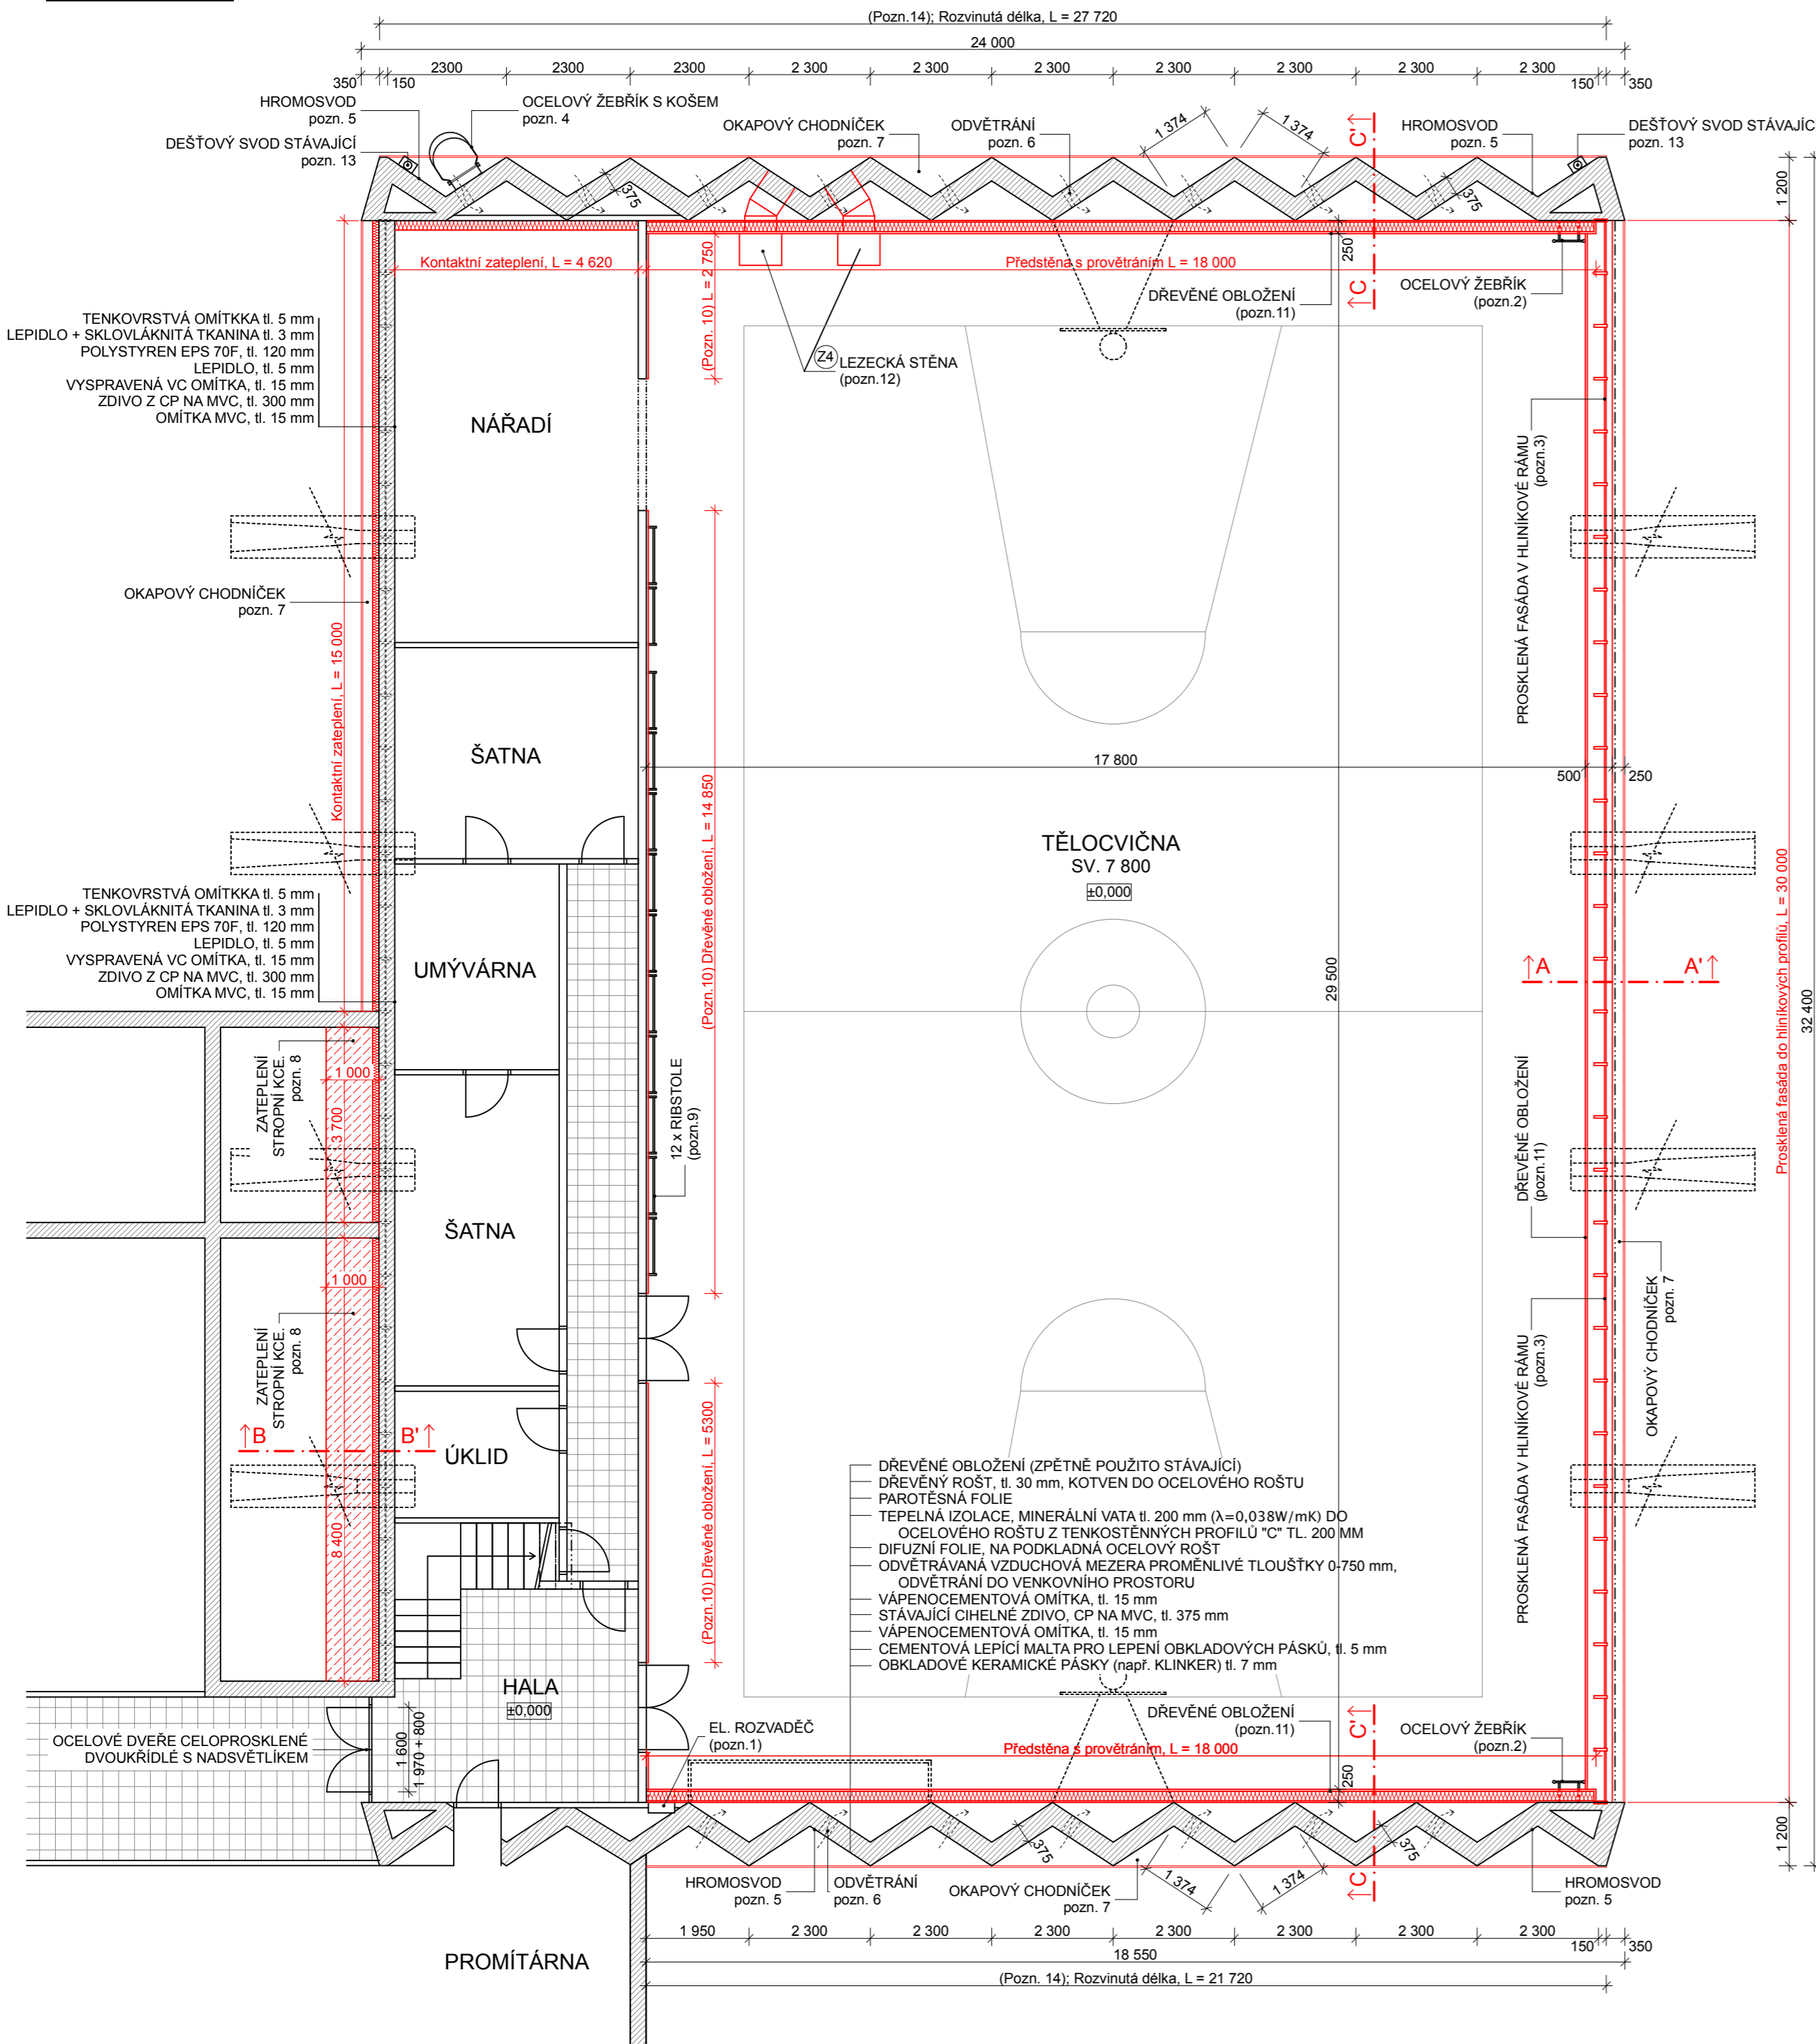 (Pozn.14); Rozvinutá délka, L = 27 720
24 000
350
150
2300
2300
2300
2 300
2 300
2 300
2 300
2 300
2 300
2 300
150
350
HROMOSVOD
pozn. 5
OCELOVÝ ŽEBŘÍK S KOŠEM
pozn. 4
DEŠŤOVÝ SVOD STÁVAJÍCÍ
pozn. 13
OKAPOVÝ CHODNÍČEK
pozn. 7
ODVĚTRÁNÍ
pozn. 6
1 374
1 374
C'
HROMOSVOD
pozn. 5
DEŠŤOVÝ SVOD STÁVAJÍC
pozn. 13
375
375
1 200
Kontaktní zateplení, L = 4 620
(Pozn. 10) L = 2 750
Předstěna s provětráním L = 18 000
250
C
DŘEVĚNÉ OBLOŽENÍ
(pozn.11)
OCELOVÝ ŽEBŘÍK
(pozn.2)
TENKOVRSTVÁ OMÍTKKA tl. 5 mm
LEPIDLO + SKLOVLÁKNITÁ TKANINA tl. 3 mm
POLYSTYREN EPS 70F, tl. 120 mm
LEPIDLO, tl. 5 mm
VYSPRAVENÁ VC OMÍTKA, tl. 15 mm
ZDIVO Z CP NA MVC, tl. 300 mm
OMÍTKA MVC, tl. 15 mm
Z4
LEZECKÁ STĚNA
(pozn.12)
NÁŘADÍ
PROSKLENÁ FASÁDA V HLINÍKOVÉ RÁMU
(pozn.3)
OKAPOVÝ CHODNÍČEK
pozn. 7
Kontaktní zateplení, L = 15 000
ŠATNA
17 800
500
250
(Pozn.10) Dřevěné obložení, L = 14 850
TĚLOCVIČNA
SV. 7 800
±0,000
TENKOVRSTVÁ OMÍTKKA tl. 5 mm
LEPIDLO + SKLOVLÁKNITÁ TKANINA tl. 3 mm
POLYSTYREN EPS 70F, tl. 120 mm
LEPIDLO, tl. 5 mm
VYSPRAVENÁ VC OMÍTKA, tl. 15 mm
ZDIVO Z CP NA MVC, tl. 300 mm
OMÍTKA MVC, tl. 15 mm
UMÝVÁRNA
29 500
A
A'
Prosklená fasáda do hliníkových profilů, L = 30 000
32 400
ZATEPLENÍ
STROPNÍ KCE.
pozn. 8
1 000
3 700
12 x RIBSTOLE
(pozn.9)
DŘEVĚNÉ OBLOŽENÍ
(pozn.11)
ŠATNA
1 000
ZATEPLENÍ
STROPNÍ KCE.
pozn. 8
OKAPOVÝ CHODNÍČEK
pozn. 7
PROSKLENÁ FASÁDA V HLINÍKOVÉ RÁMU
(pozn.3)
B
B'
ÚKLID
(Pozn.10) Dřevěné obložení, L = 5300
8 400
DŘEVĚNÉ OBLOŽENÍ (ZPĚTNĚ POUŽITO STÁVAJÍCÍ)
DŘEVĚNÝ ROŠT, tl. 30 mm, KOTVEN DO OCELOVÉHO ROŠTU
PAROTĚSNÁ FOLIE
TEPELNÁ IZOLACE, MINERÁLNÍ VATA tl. 200 mm (λ=0,038W/mK) DO
OCELOVÉHO ROŠTU Z TENKOSTĚNNÝCH PROFILŮ "C" TL. 200 MM
DIFUZNÍ FOLIE, NA PODKLADNÁ OCELOVÝ ROŠT
ODVĚTRÁVANÁ VZDUCHOVÁ MEZERA PROMĚNLIVÉ TLOUŠŤKY 0-750 mm,
ODVĚTRÁNÍ DO VENKOVNÍHO PROSTORU
VÁPENOCEMENTOVÁ OMÍTKA, tl. 15 mm
STÁVAJÍCÍ CIHELNÉ ZDIVO, CP NA MVC, tl. 375 mm
VÁPENOCEMENTOVÁ OMÍTKA, tl. 15 mm
CEMENTOVÁ LEPÍCÍ MALTA PRO LEPENÍ OBKLADOVÝCH PÁSKŮ, tl. 5 mm
OBKLADOVÉ KERAMICKÉ PÁSKY (např. KLINKER) tl. 7 mm
HALA
±0,000
OCELOVÉ DVEŘE CELOPROSKLENÉ
DVOUKŘÍDLÉ S NADSVĚTLÍKEM
1 600
1 970 + 800
EL. ROZVADĚČ
(pozn.1)
DŘEVĚNÉ OBLOŽENÍ
(pozn.11)
C'
OCELOVÝ ŽEBŘÍK
(pozn.2)
Předstěna s provětráním, L = 18 000
250
375
375
1 200
HROMOSVOD
pozn. 5
ODVĚTRÁNÍ
pozn. 6
OKAPOVÝ CHODNÍČEK
pozn. 7
1 374
1 374
C
HROMOSVOD
pozn. 5
1 950
2 300
2 300
2 300
2 300
2 300
2 300
2 300
150
350
18 550
(Pozn. 14); Rozvinutá délka, L = 21 720
PROMÍTÁRNA